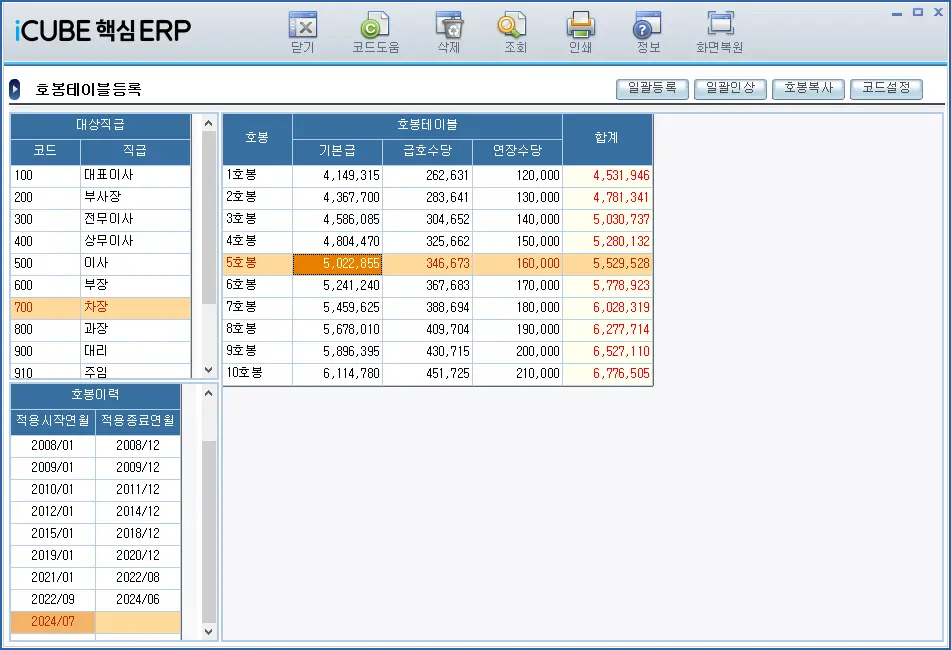 iCUBE 핵심ERP
닫기 코드도움 삭제 조회 인쇄 정보 화면복원
호봉테이블등록
일괄등록 일괄인상 호봉복사 코드설정
대상직급
코드 직급
100 대표이사
200 부사장
300 전무이사
400 상무이사
500 이사
600 부장
700 차장
800 과장
900 대리
910 주임
호봉이력
적용시작연월 적용종료연월
2008/01 2008/12
2009/01 2009/12
2010/01 2011/12
2012/01 2014/12
2015/01 2018/12
2019/01 2020/12
2021/01 2022/08
2022/09 2024/06
2024/07
호봉 호봉테이블 합계
기본급 급호수당 연장수당
1호봉 4,149,315 262,631 120,000 4,531,946
2호봉 4,367,700 283,641 130,000 4,781,341
3호봉 4,586,085 304,652 140,000 5,030,737
4호봉 4,804,470 325,662 150,000 5,280,132
5호봉 5,022,855 346,673 160,000 5,529,528
6호봉 5,241,240 367,683 170,000 5,778,923
7호봉 5,459,625 388,694 180,000 6,028,319
8호봉 5,678,010 409,704 190,000 6,277,714
9호봉 5,896,395 430,715 200,000 6,527,110
10호봉 6,114,780 451,725 210,000 6,776,505